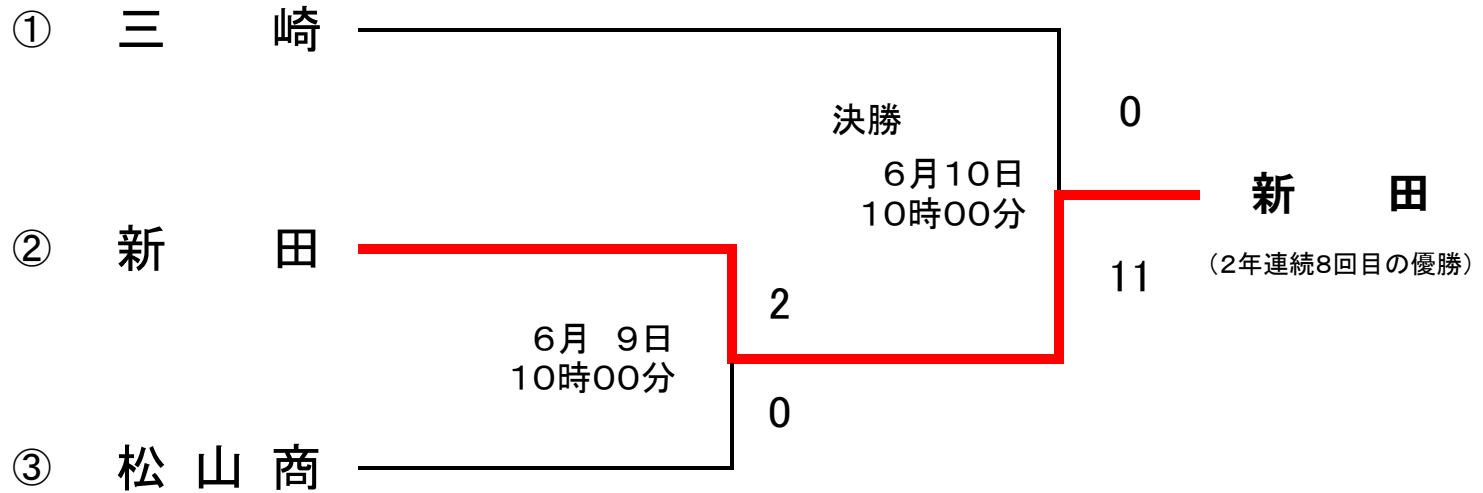 ① 三 崎
0
決勝
６月１０日
１０時００分
新 田
② 新 田
（2年連続8回目の優勝）
11
2
６月 ９日
１０時００分
0
③ 松 山 商